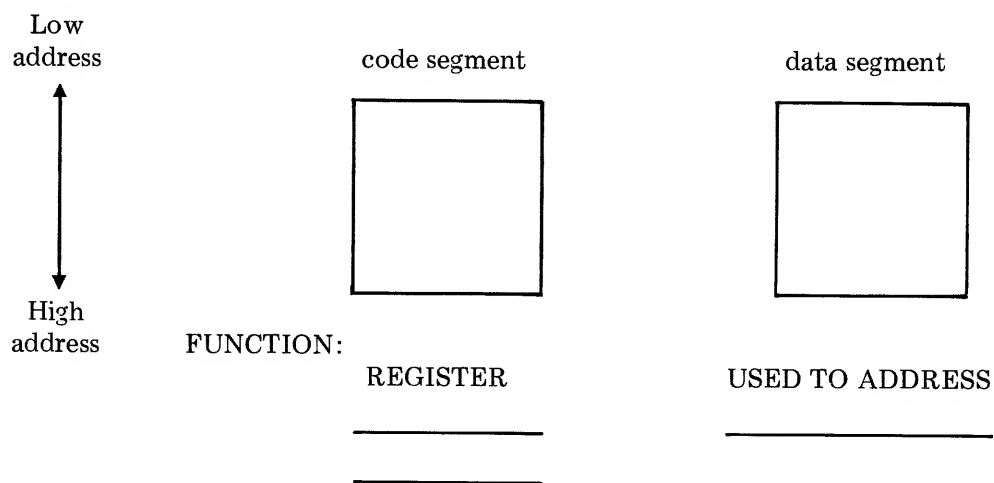 Low
address
code segment
data segment
High
address
FUNCTION:
REGISTER
USED TO ADDRESS